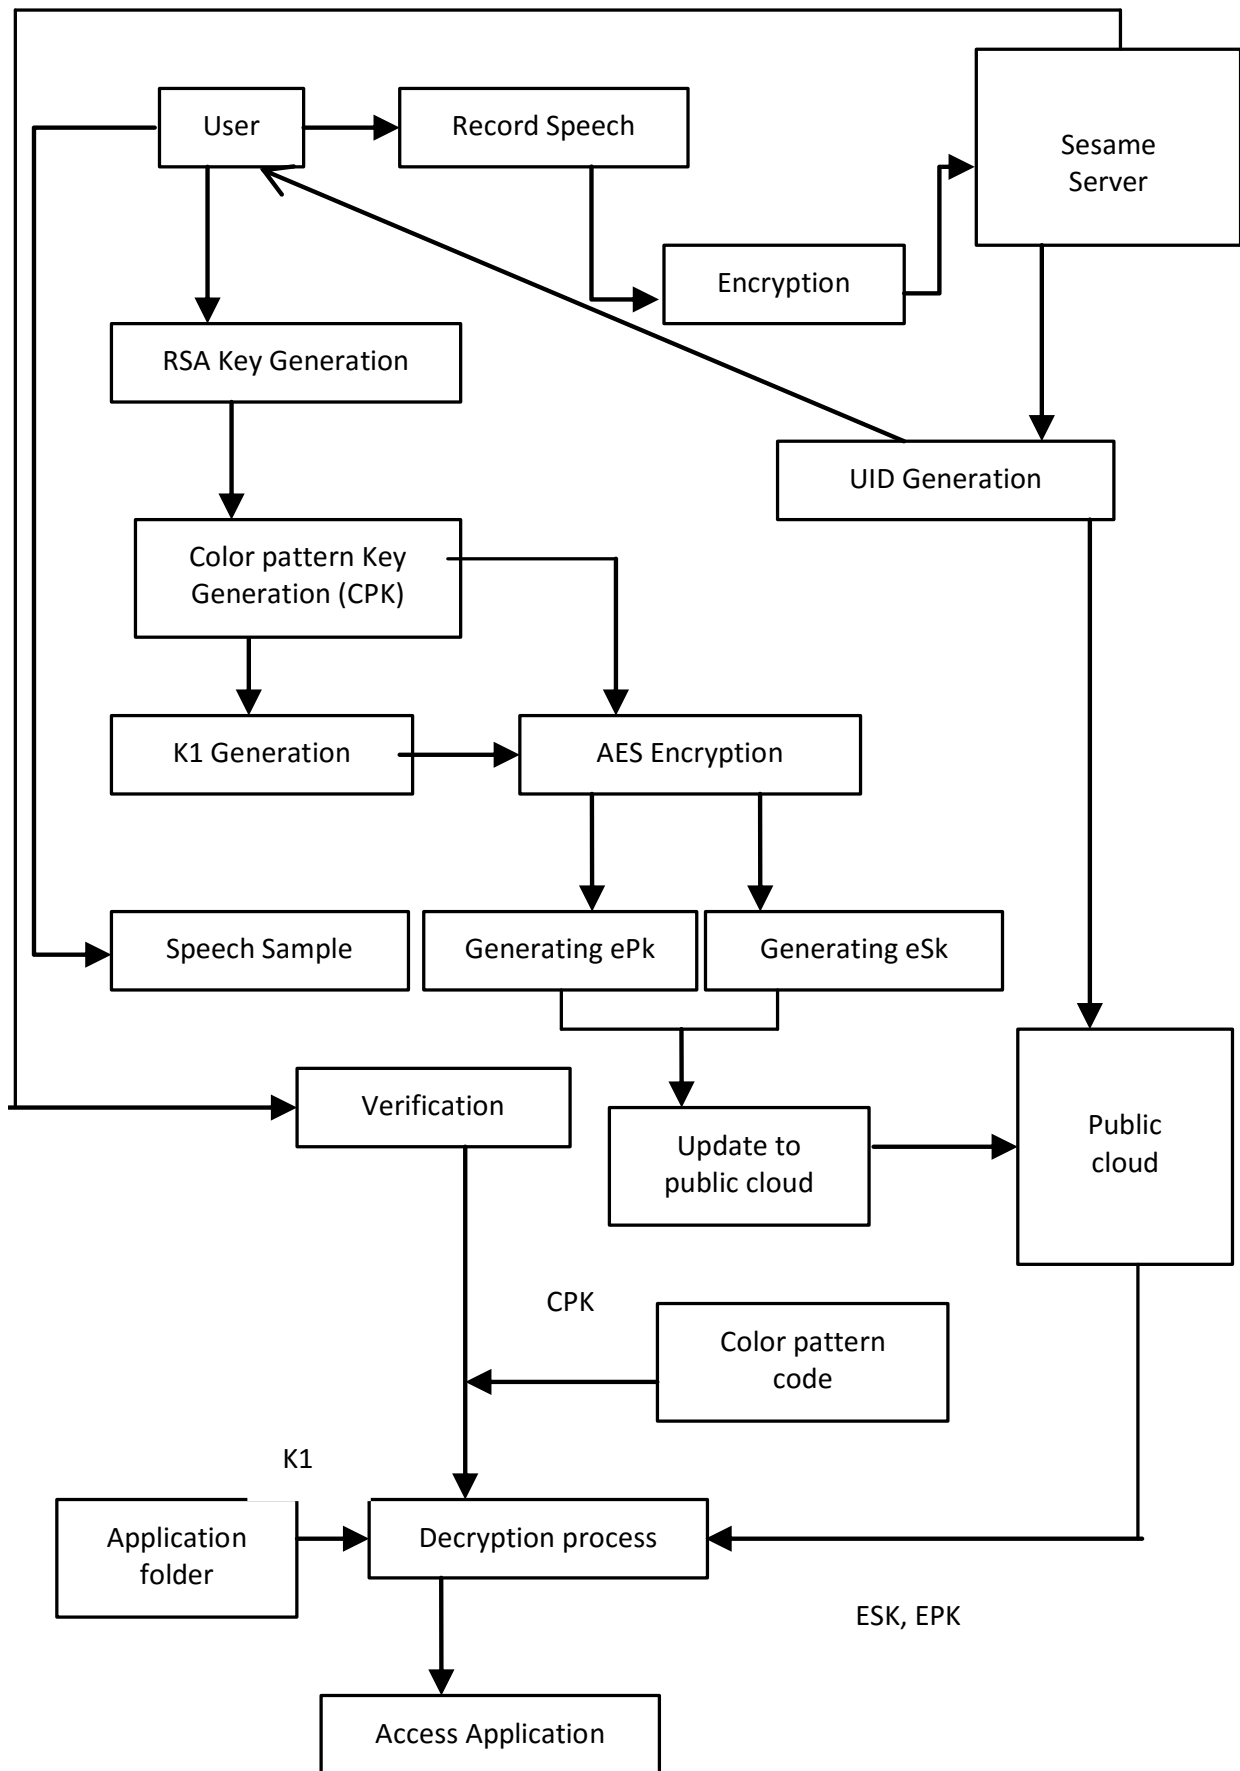 User
Record Speech
Sesame
Server
Encryption
RSA Key Generation
UID Generation
Color pattern Key
Generation (CPK)
K1 Generation
AES Encryption
Speech Sample
Generating ePk
Generating eSk
Verification
Update to
public cloud
Public
cloud
CPK
Color pattern
code
K1
Application
folder
Decryption process
ESK, EPK
Access Application